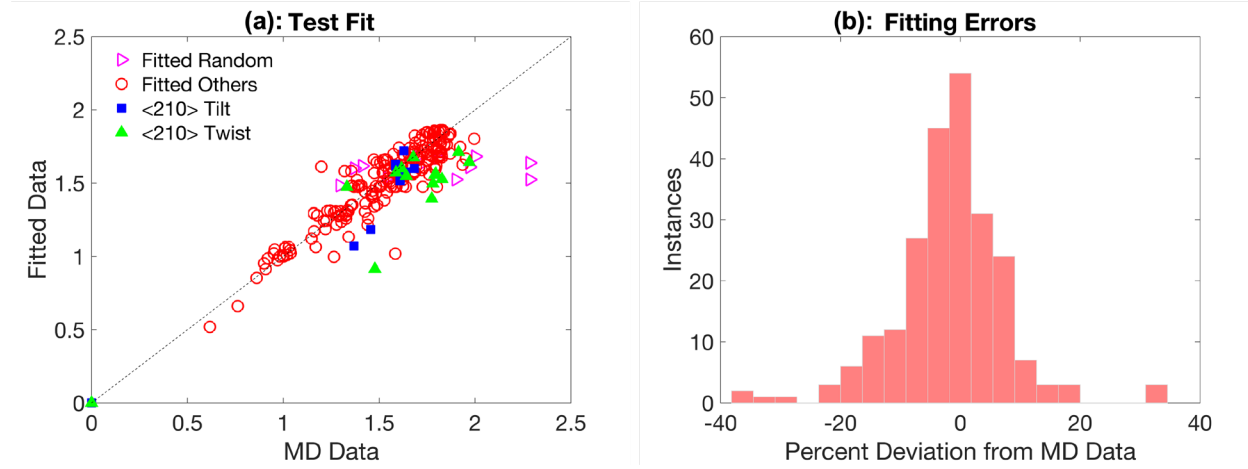 (a): Test Fit
2.5
2
1.5
1
0.5
0
Fitted Data
Fitted Random
Fitted Others
<210> Tilt
<210> Twist
0 0.5 1 1.5 2 2.5
MD Data
(b): Fitting Errors
60
50
40
30
20
10
0
Instances
-40 -20 0 20 40
Percent Deviation from MD Data